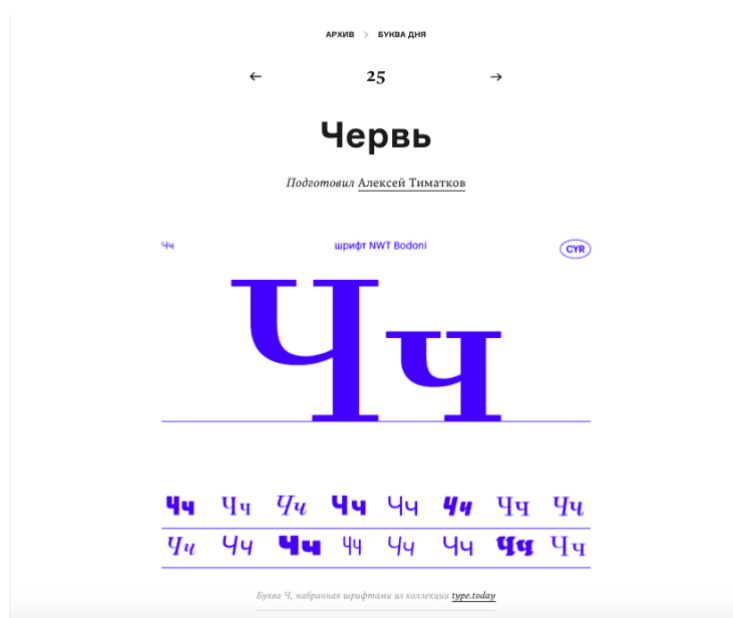 АРХИВ > БУКВА ДНЯ
← 25 →
Червь
Подготовил Алексей Тиматков
Чч шрифт NWT Bodoni CYR
Чч
Чч Чч Чч Чч Чч Чч Чч Чч
Чч Чч Чч Чч Чч Чч Чч Чч
Буква Ч, набранная шрифтами из коллекции type.today